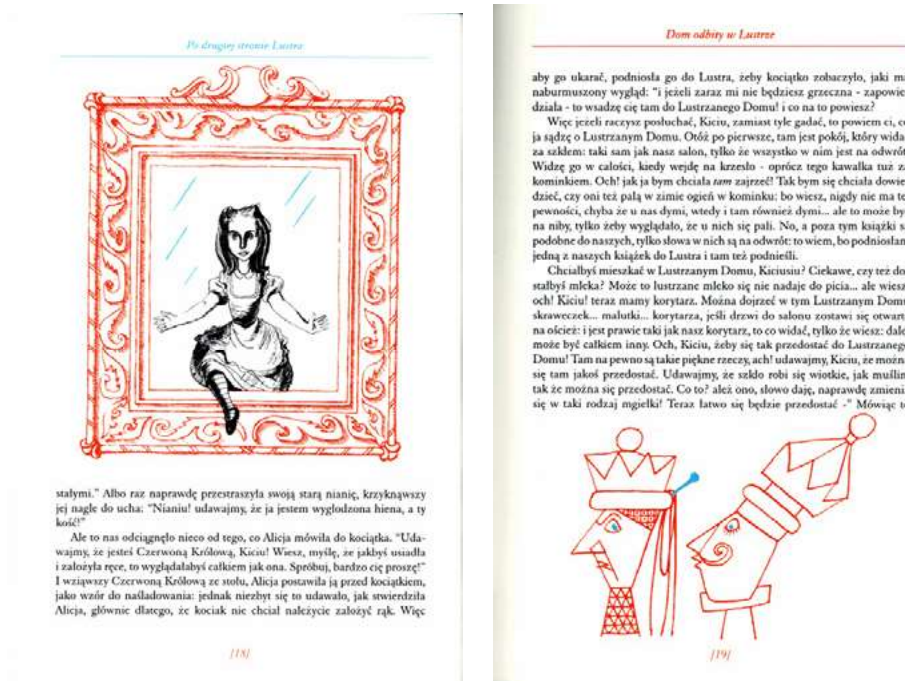 Po drugiej stronie Lustra
stałymi.” Albo raz naprawdę przestraszyła swoją starą nianię, krzyknąwszy
jej nagle do ucha: “Nianiu! udawajmy, że ja jestem wygłodzona hiena, a ty
kość!”
Ale to nas odciągnęło nieco od tego, co Alicja mówiła do kociątka. “Uda-
wajmy, że jesteś Czerwoną Królową, Kiciu! Wiesz, myślę, że jakbyś usiadła
i założyła ręce, to wyglądałabyś całkiem jak ona. Spróbuj, bardzo cię proszę!”
I wziąwszy Czerwoną Królową ze stołu, Alicja postawiła ją przed kociątkiem,
jako wzór do naśladowania: jednak niezbyt się to udawało, jak stwierdziła
Alicja, głównie dlatego, że kociak nie chciał należycie założyć rąk. Więc
[18]
Dom odbity w Lustrze
aby go ukarać, podniosła go do Lustra, żeby kociątko zobaczyło, jaki ma
naburmuszony wygląd: “i jeżeli zaraz mi nie będziesz grzeczna - zapowie
działa - to wsadzę cię tam do Lustrzanego Domu! i co na to powiesz?
Więc jeżeli raczysz posłuchać, Kiciu, zamiast tyle gadać, to powiem ci, co
ja sądzę o Lustrzanym Domu. Otóż po pierwsze, tam jest pokój, który wida
za szkłem: taki sam jak nasz salon, tylko że wszystko w nim jest na odwrót
Widzę go w całości, kiedy wejdę na krzesło - oprócz tego kawałka tuż za
kominkiem. Och! jak ja bym chciała tam zajrzeć! Tak bym się chciała dowie
dzieć, czy oni też palą w zimie ogień w kominku: bo wiesz, nigdy nie ma te
pewności, chyba że u nas dymi, wtedy i tam również dymi... ale to może by
na niby, tylko żeby wyglądało, że u nich się pali. No, a poza tym książki s
podobne do naszych, tylko słowa w nich są na odwrót: to wiem, bo podniosłam
jedną z naszych książek do Lustra i tam też podnieśli.
Chciałbyś mieszkać w Lustrzanym Domu, Kiciusiu? Ciekawe, czy też do
stałbyś mleka? Może to lustrzane mleko się nie nadaje do picia... ale wiesz
och! Kiciu! teraz mamy korytarz. Można dojrzeć w tym Lustrzanym Domu
skraweczek... malutki... korytarza, jeśli drzwi do salonu zostawi się otwarte
na oścież: i jest prawie taki jak nasz korytarz, to co widać, tylko że wiesz: dale
może być całkiem inny. Och, Kiciu, żeby się tak przedostać do Lustrzanego
Domu! Tam na pewno są takie piękne rzeczy, ach! udawajmy, Kiciu, że można
się tam jakoś przedostać. Udawajmy, że szkło robi się wiotkie, jak muślin
tak że można się przedostać. Co to? ależ ono, słowo daję, naprawdę zmienia
się w taki rodzaj mgiełki! Teraz łatwo się będzie przedostać -” Mówiąc to
[19]